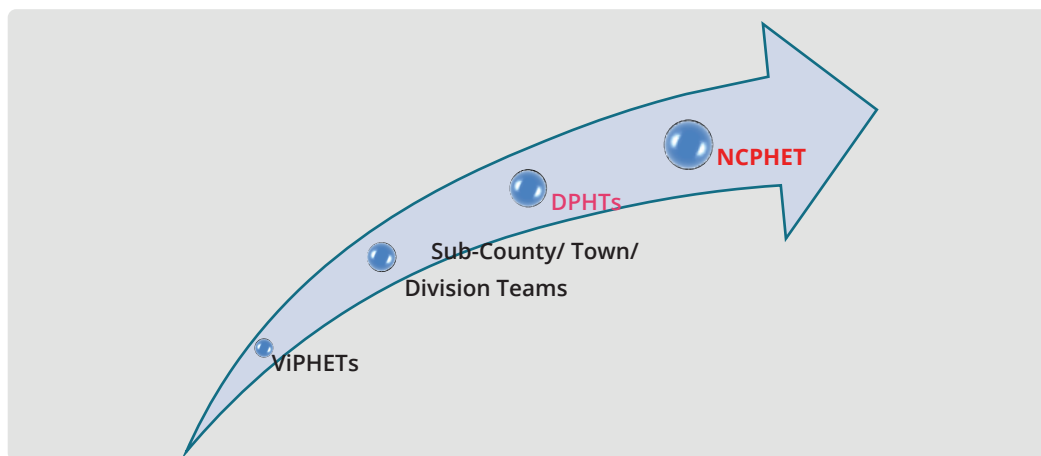 NCPHET
DPHTs
Sub-County/ Town/
Division Teams
ViPHETs